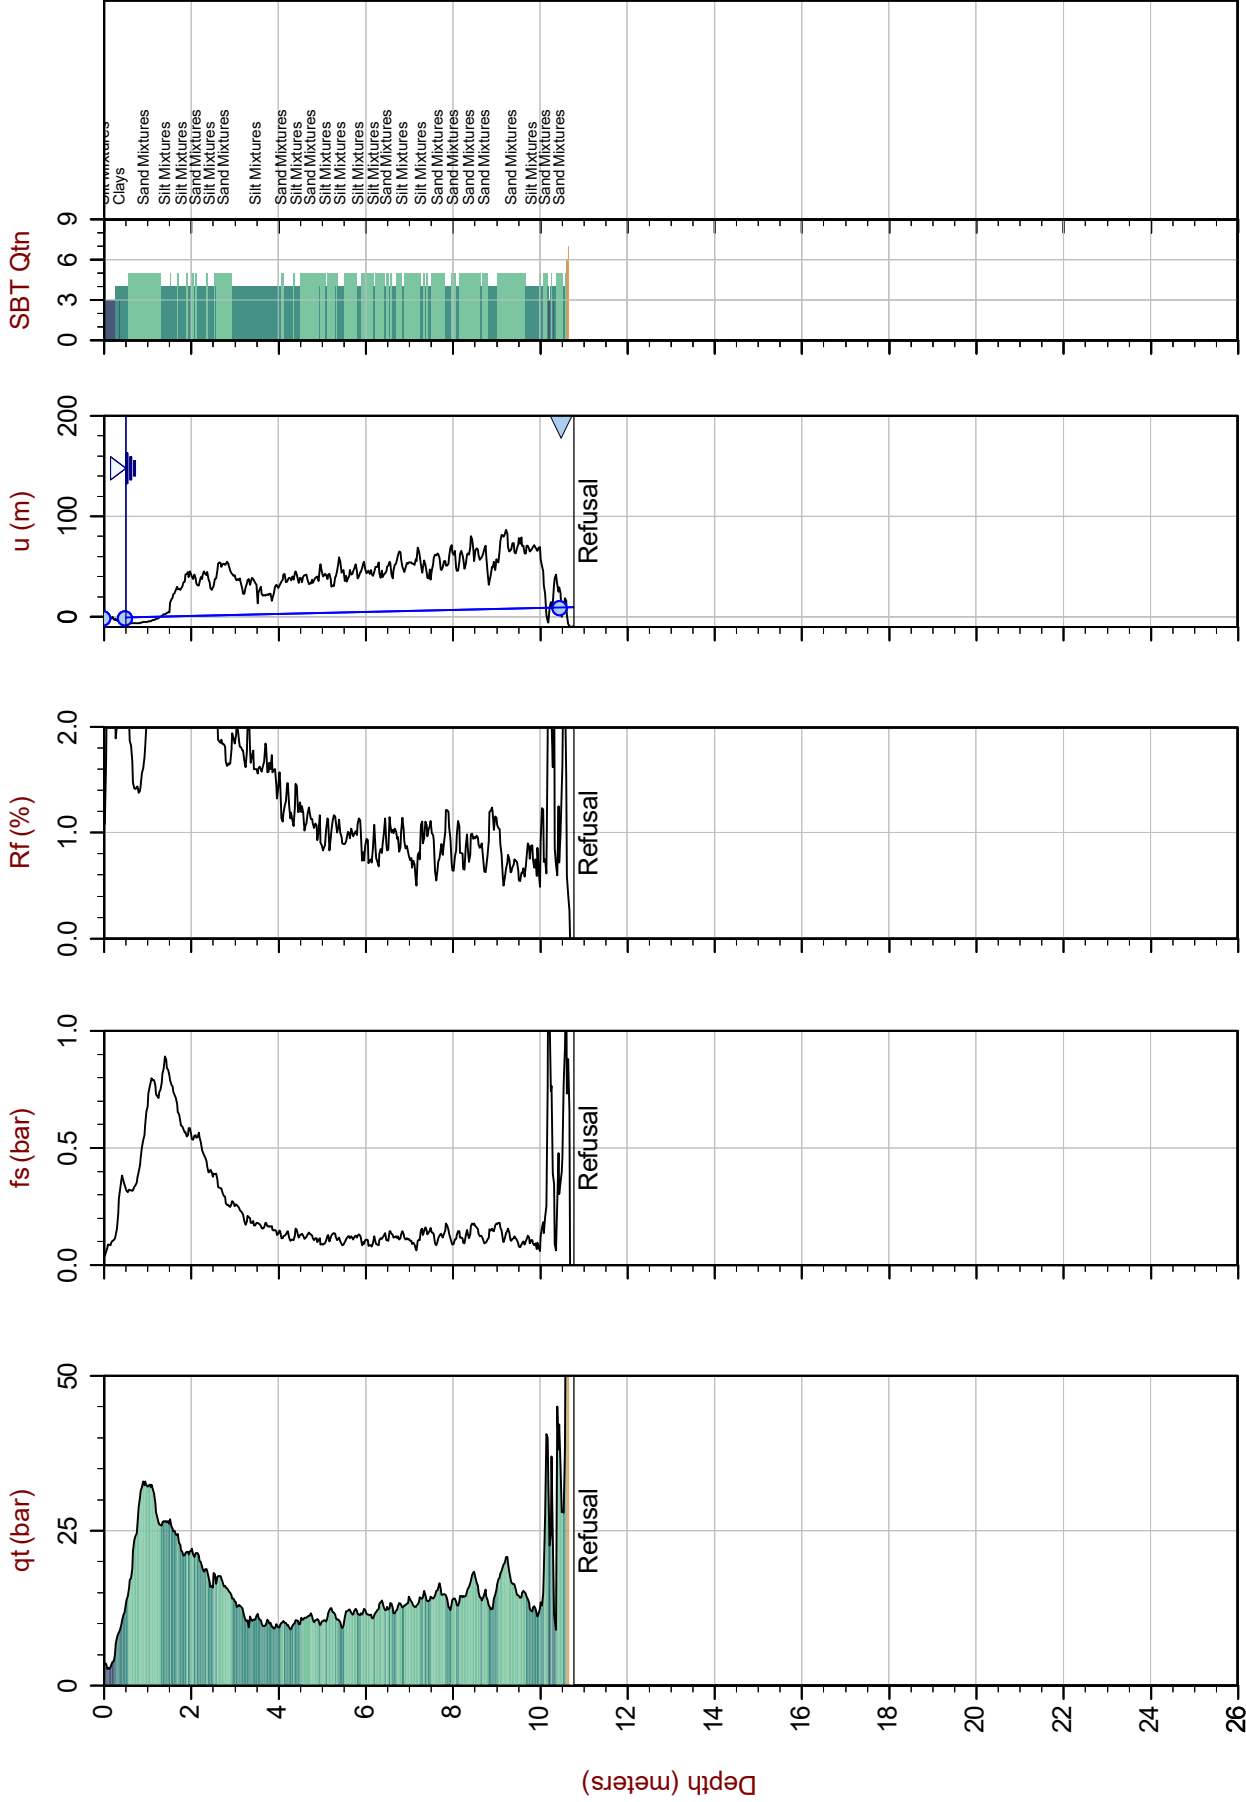 qt (bar)
fs (bar)
Rf (%)
u (m)
SBT Qtn
0 25 50
0.0 0.5 1.0
0.0 1.0 2.0
0 100 200
0 3 6 9
Depth (meters)
0
2
4
6
8
10
12
14
16
18
20
22
24
26
Refusal
Refusal
Refusal
Refusal
Silt Mixtures
Clays
Sand Mixtures
Silt Mixtures
Silt Mixtures
Sand Mixtures
Silt Mixtures
Sand Mixtures
Silt Mixtures
Sand Mixtures
Silt Mixtures
Sand Mixtures
Silt Mixtures
Silt Mixtures
Silt Mixtures
Silt Mixtures
Sand Mixtures
Silt Mixtures
Silt Mixtures
Sand Mixtures
Sand Mixtures
Sand Mixtures
Sand Mixtures
Sand Mixtures
Silt Mixtures
Sand Mixtures
Sand Mixtures